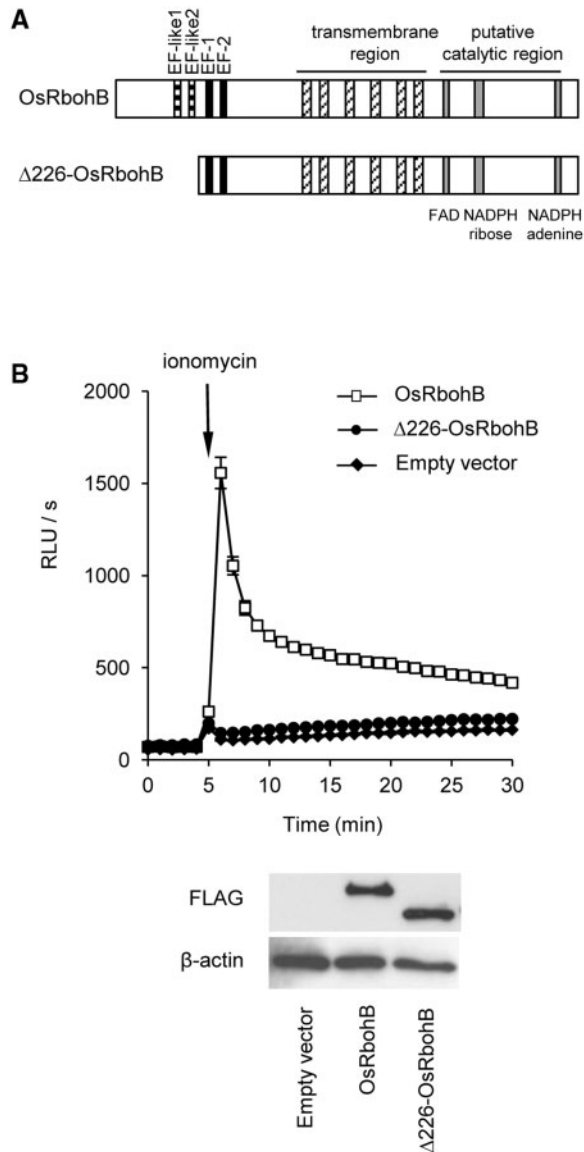 A
EF-like1
EF-like2
EF-1
EF-2
transmembrane
region
putative
catalytic region
OsRbohB
Δ226-OsRbohB
FAD
NADPH
ribose
NADPH
adenine
B
ionomycin
OsRbohB
Δ226-OsRbohB
Empty vector
RLU / s
2000
1500
1000
500
0
0
5
10
15
20
25
30
Time (min)
FLAG
β-actin
Empty vector
OsRbohB
Δ226-OsRbohB